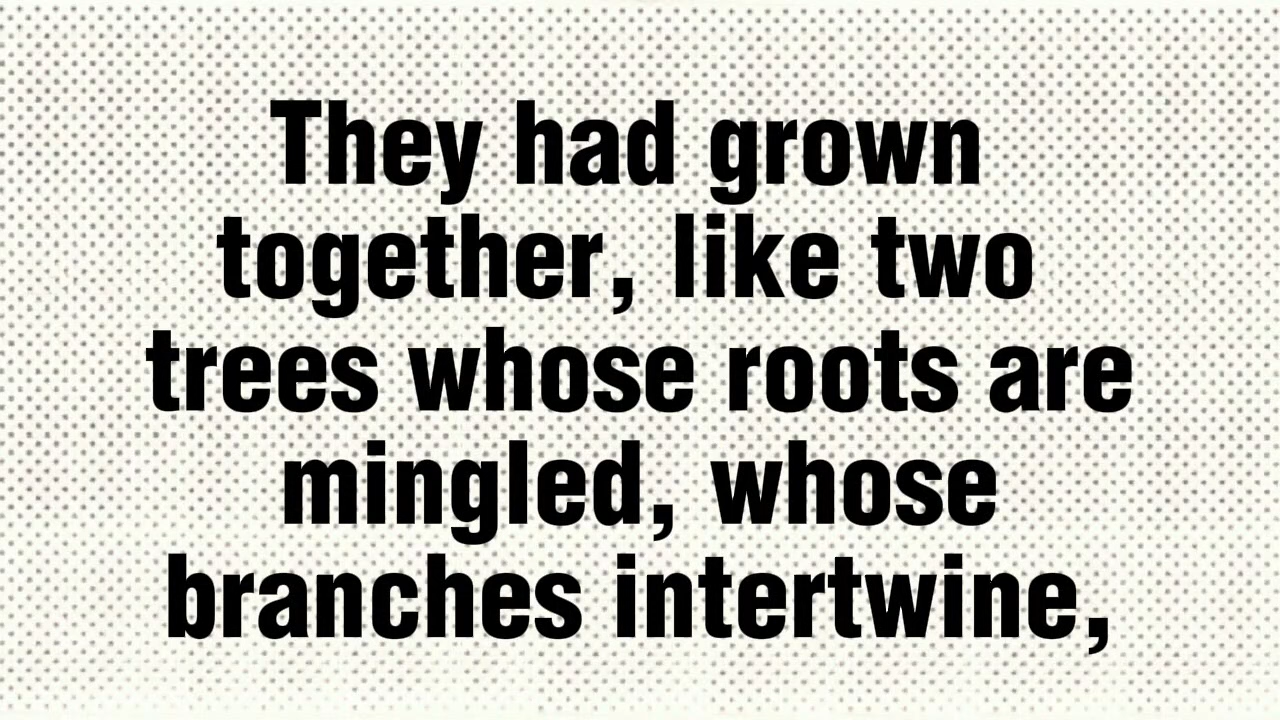 They had grown
together, like two
trees whose roots are
mingled, whose
branches intertwine,